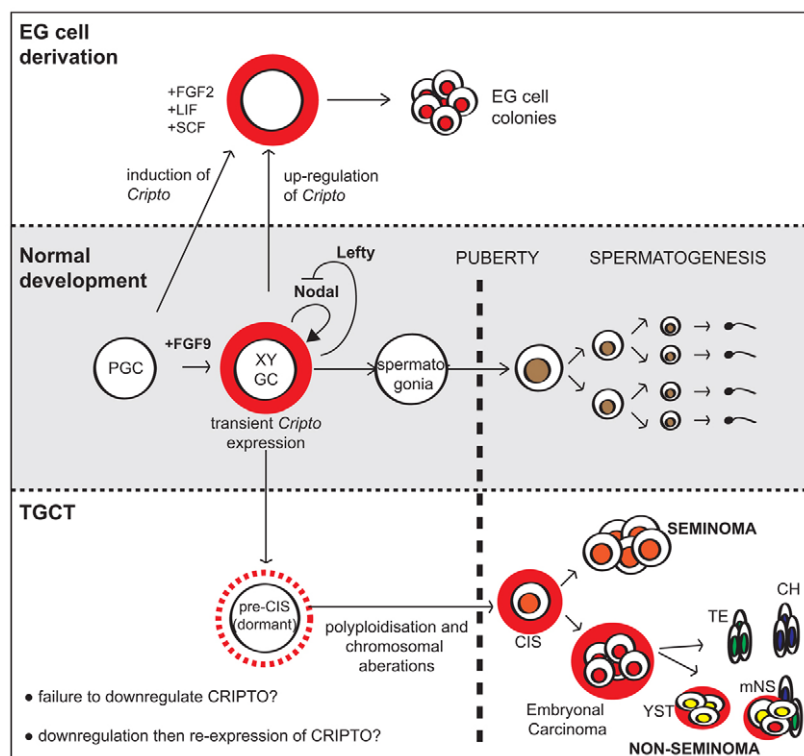 EG cell
derivation
+FGF2
+LIF
+SCF
EG cell
colonies
induction of
Cripto
up-regulation
of Cripto
Normal
development
Lefty
Nodal
PUBERTY
SPERMATOGENESIS
PGC
+FGF9
XY
GC
spermato
gonia
transient Cripto
expression
TGCT
SEMINOMA
pre-CIS
(dormant)
polyploidisation and
chromosomal
aberrations
CIS
TE
CH
Embryonal
Carcinoma
YST
mNS
NON-SEMINOMA
• failure to downregulate CRIPTO?
• downregulation then re-expression of CRIPTO?